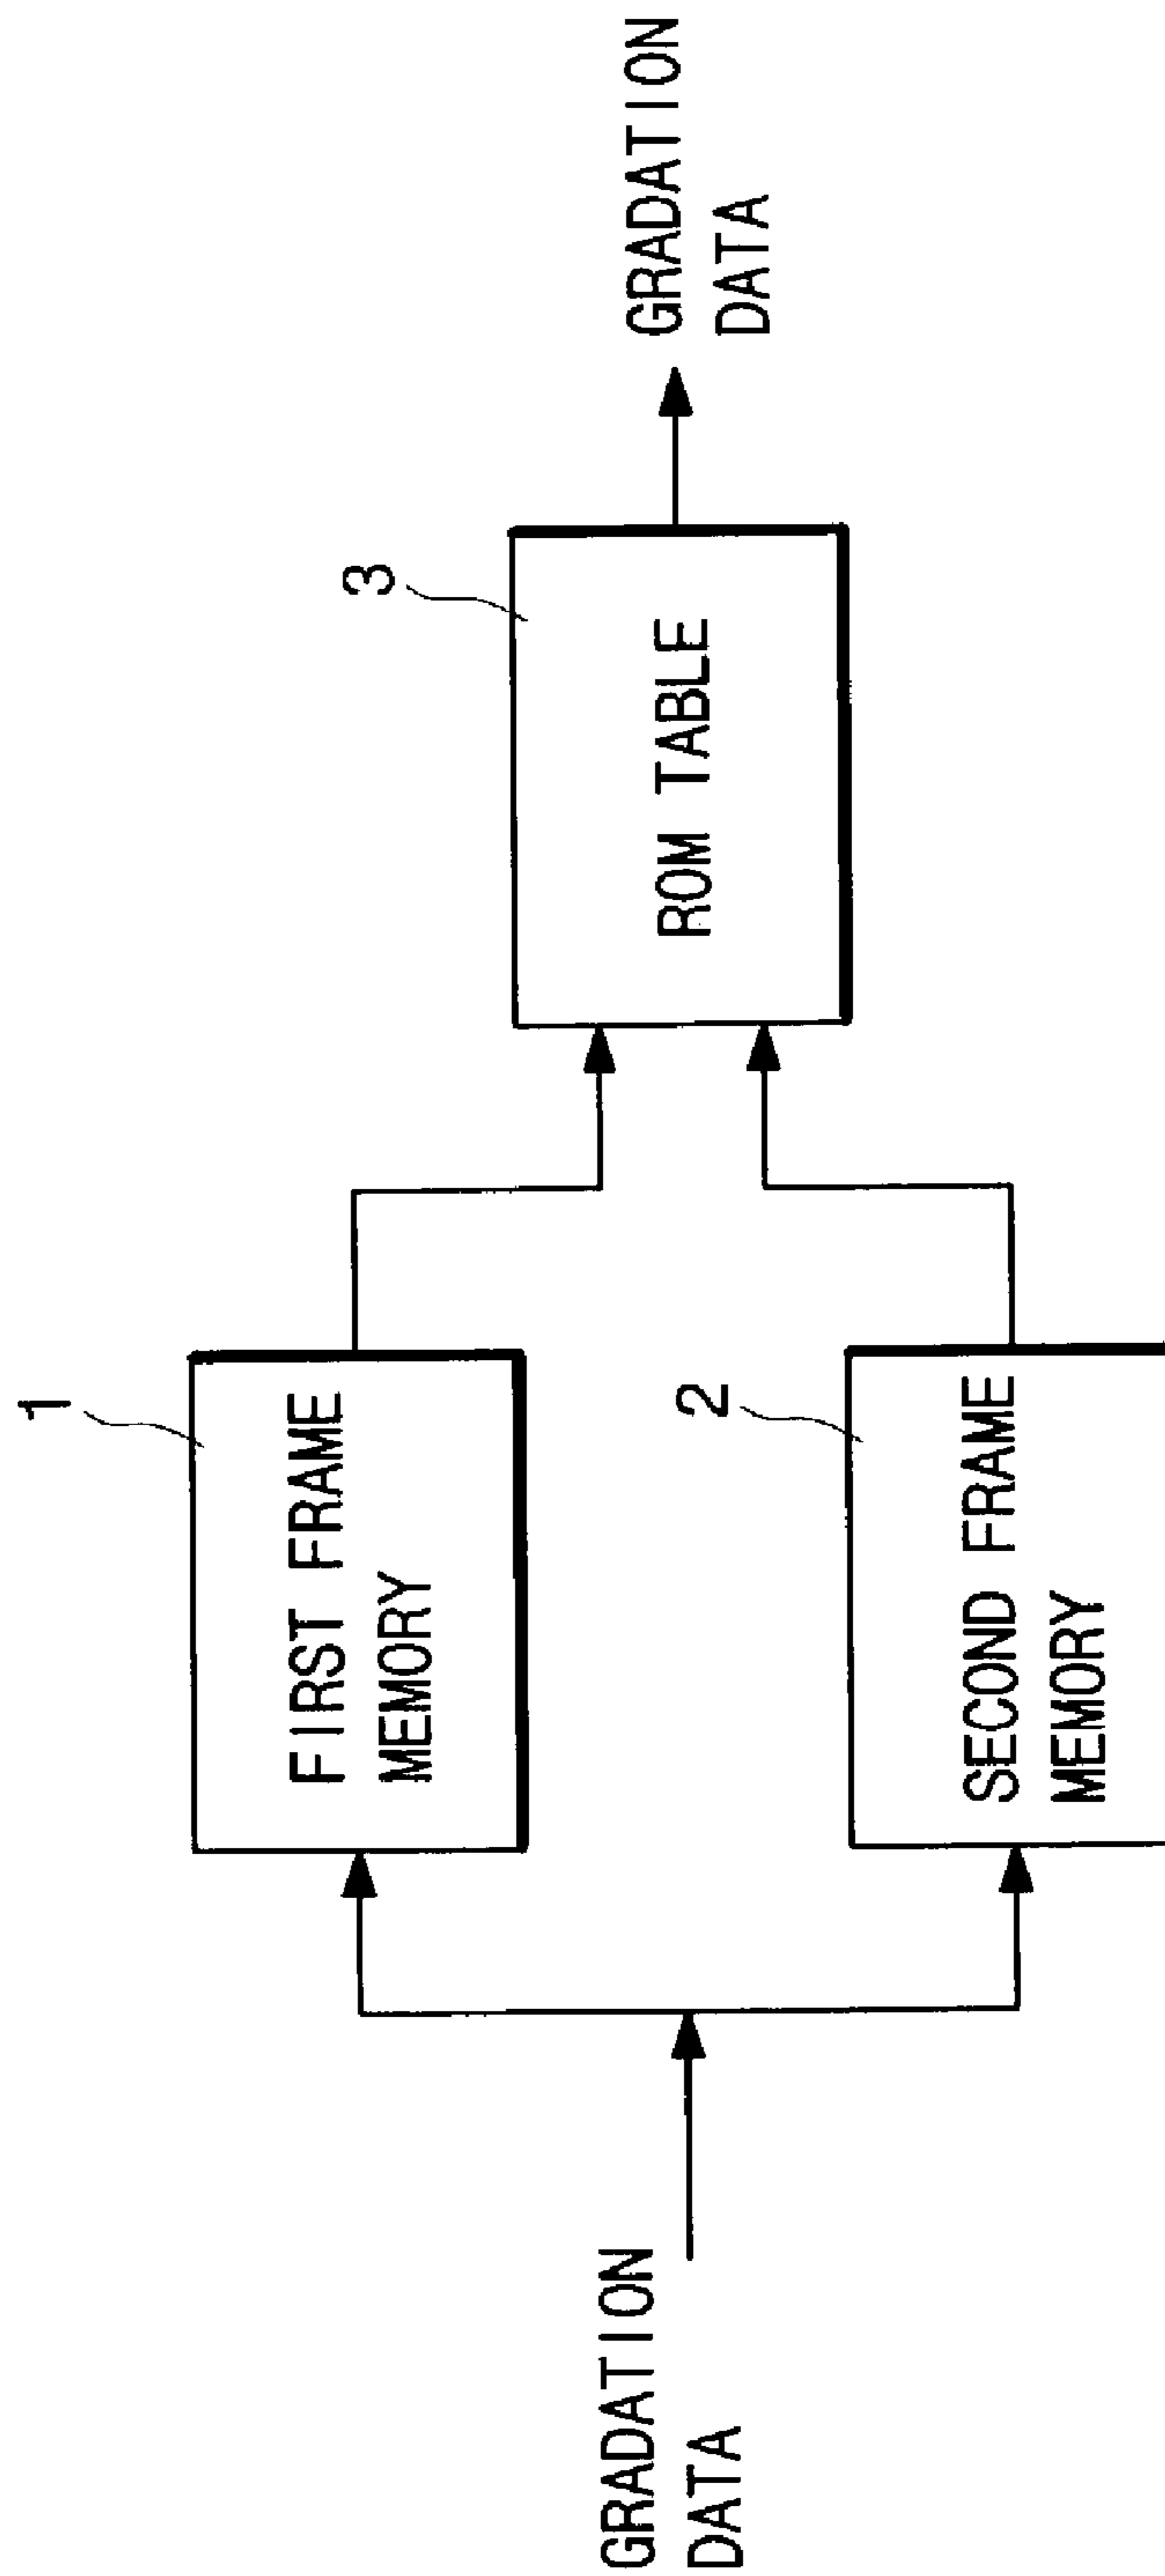 GRADATION
DATA
1
FIRST FRAME
MEMORY
2
SECOND FRAME
MEMORY
3
ROM TABLE
GRADATION
DATA